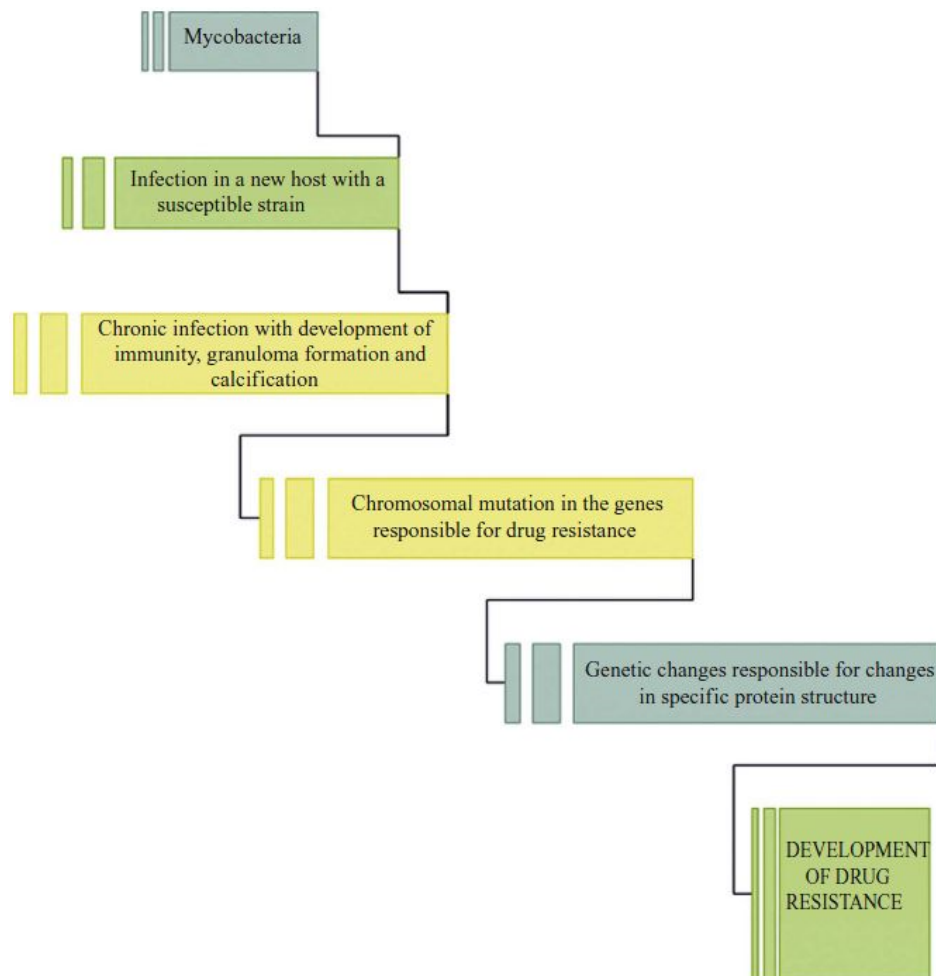 Mycobacteria
Infection in a new host with a
susceptible strain
Chronic infection with development of
immunity, granuloma formation and
calcification
Chromosomal mutation in the genes
responsible for drug resistance
Genetic changes responsible for changes
in specific protein structure
DEVELOPMENT
OF DRUG
RESISTANCE